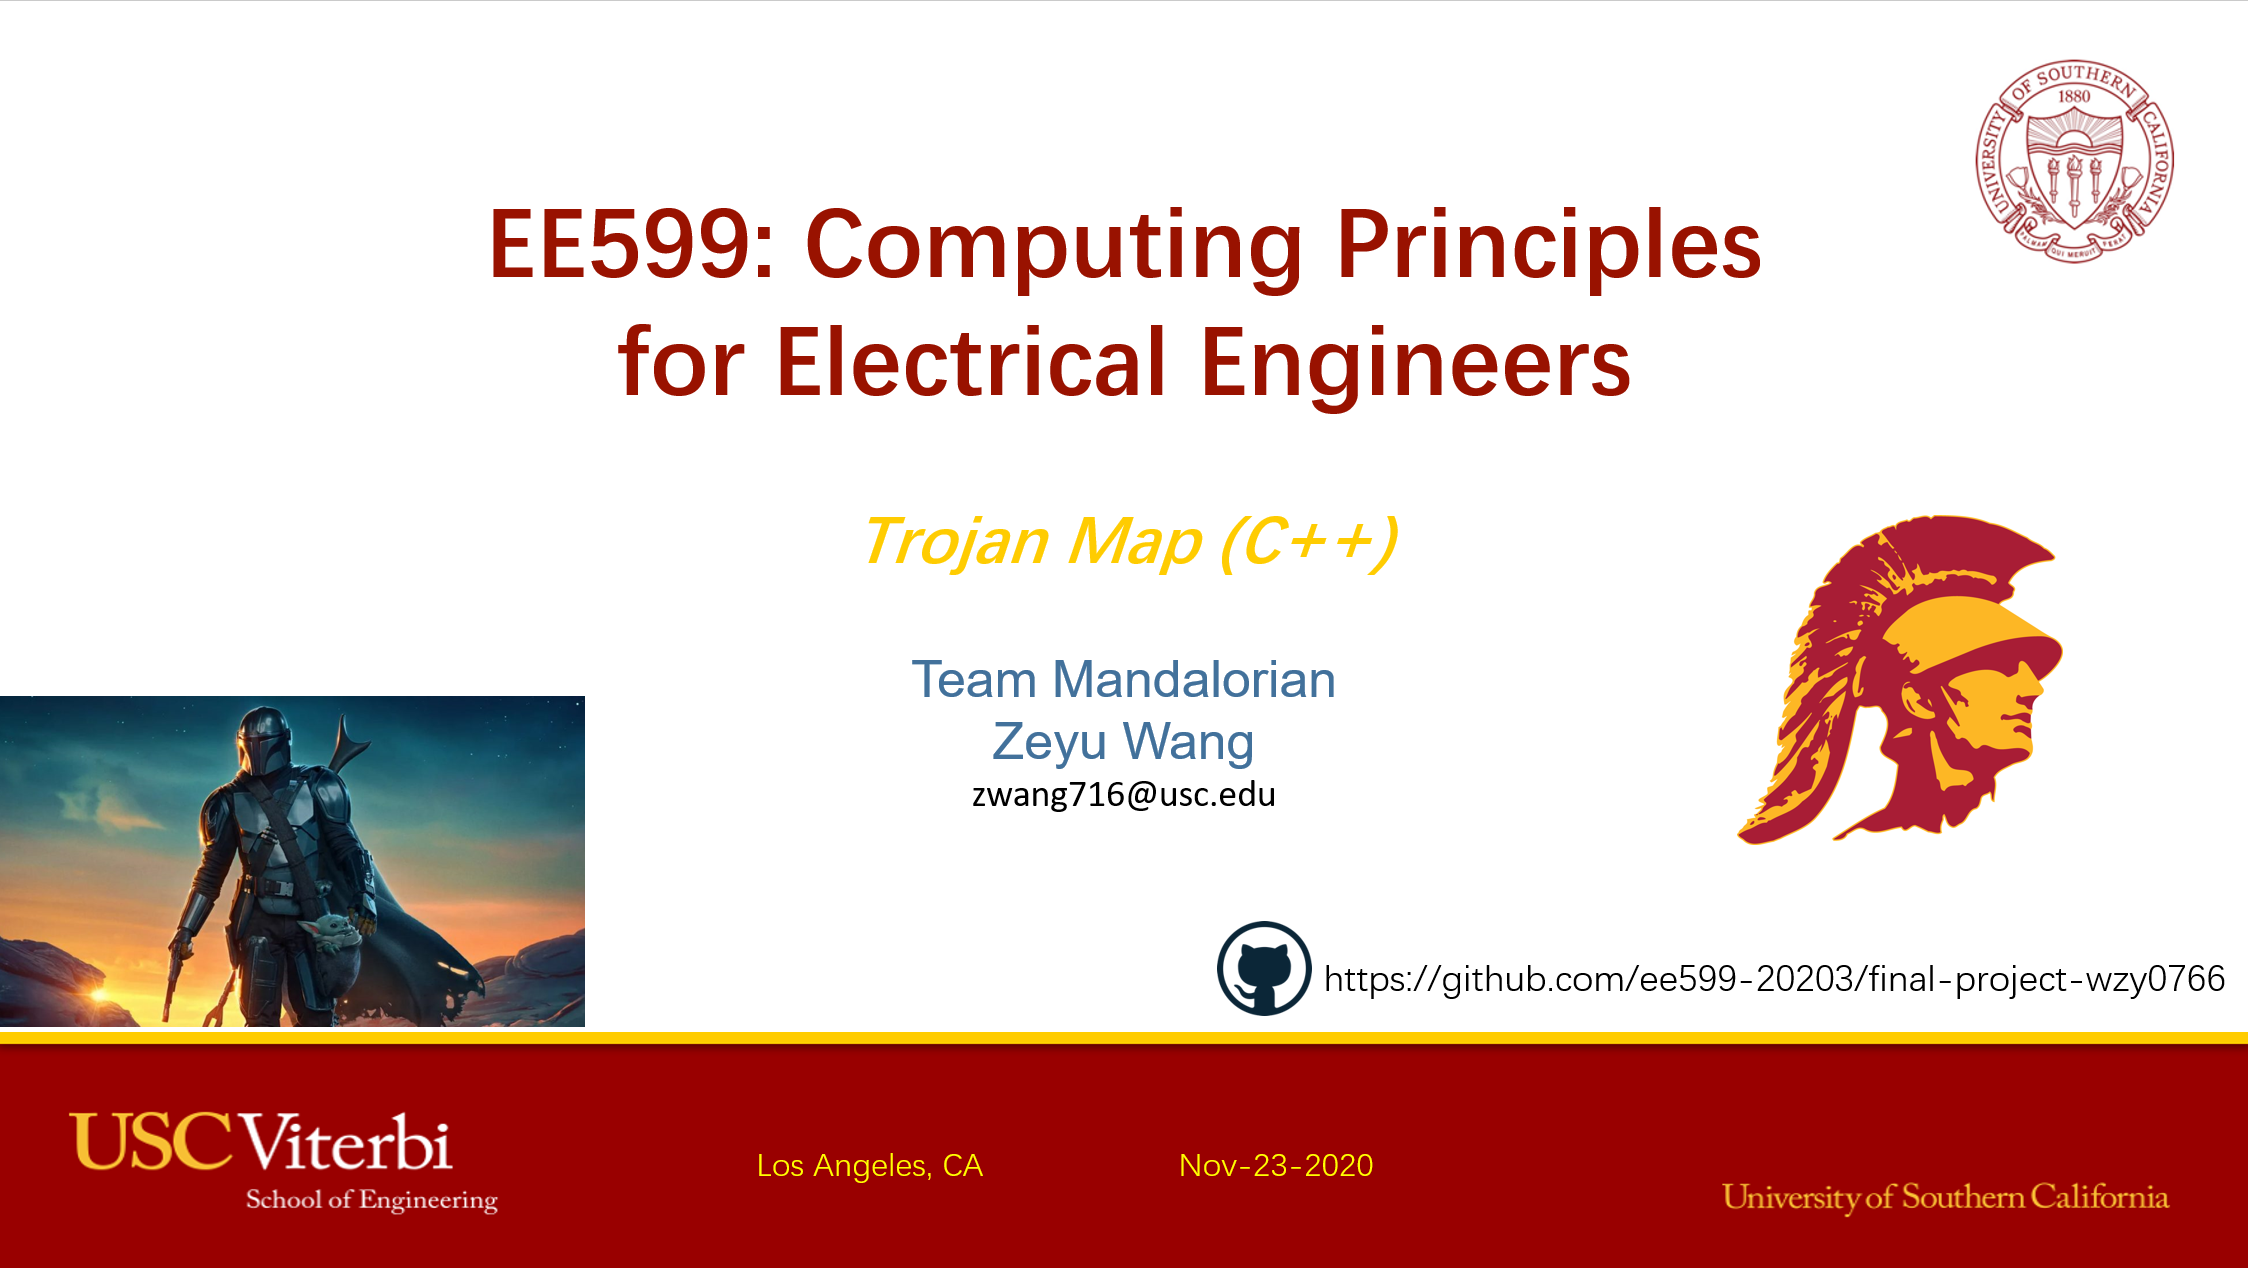 UNIVERSITY OF SOUTHERN CALIFORNIA
1880
PALMAM QUI MERUIT FERAT
EE599: Computing Principles
for Electrical Engineers
Trojan Map (C++)
Team Mandalorian
Zeyu Wang
zwang716@usc.edu
https://github.com/ee599-20203/final-project-wzy0766
USC Viterbi
School of Engineering
Los Angeles, CA
Nov-23-2020
University of Southern California